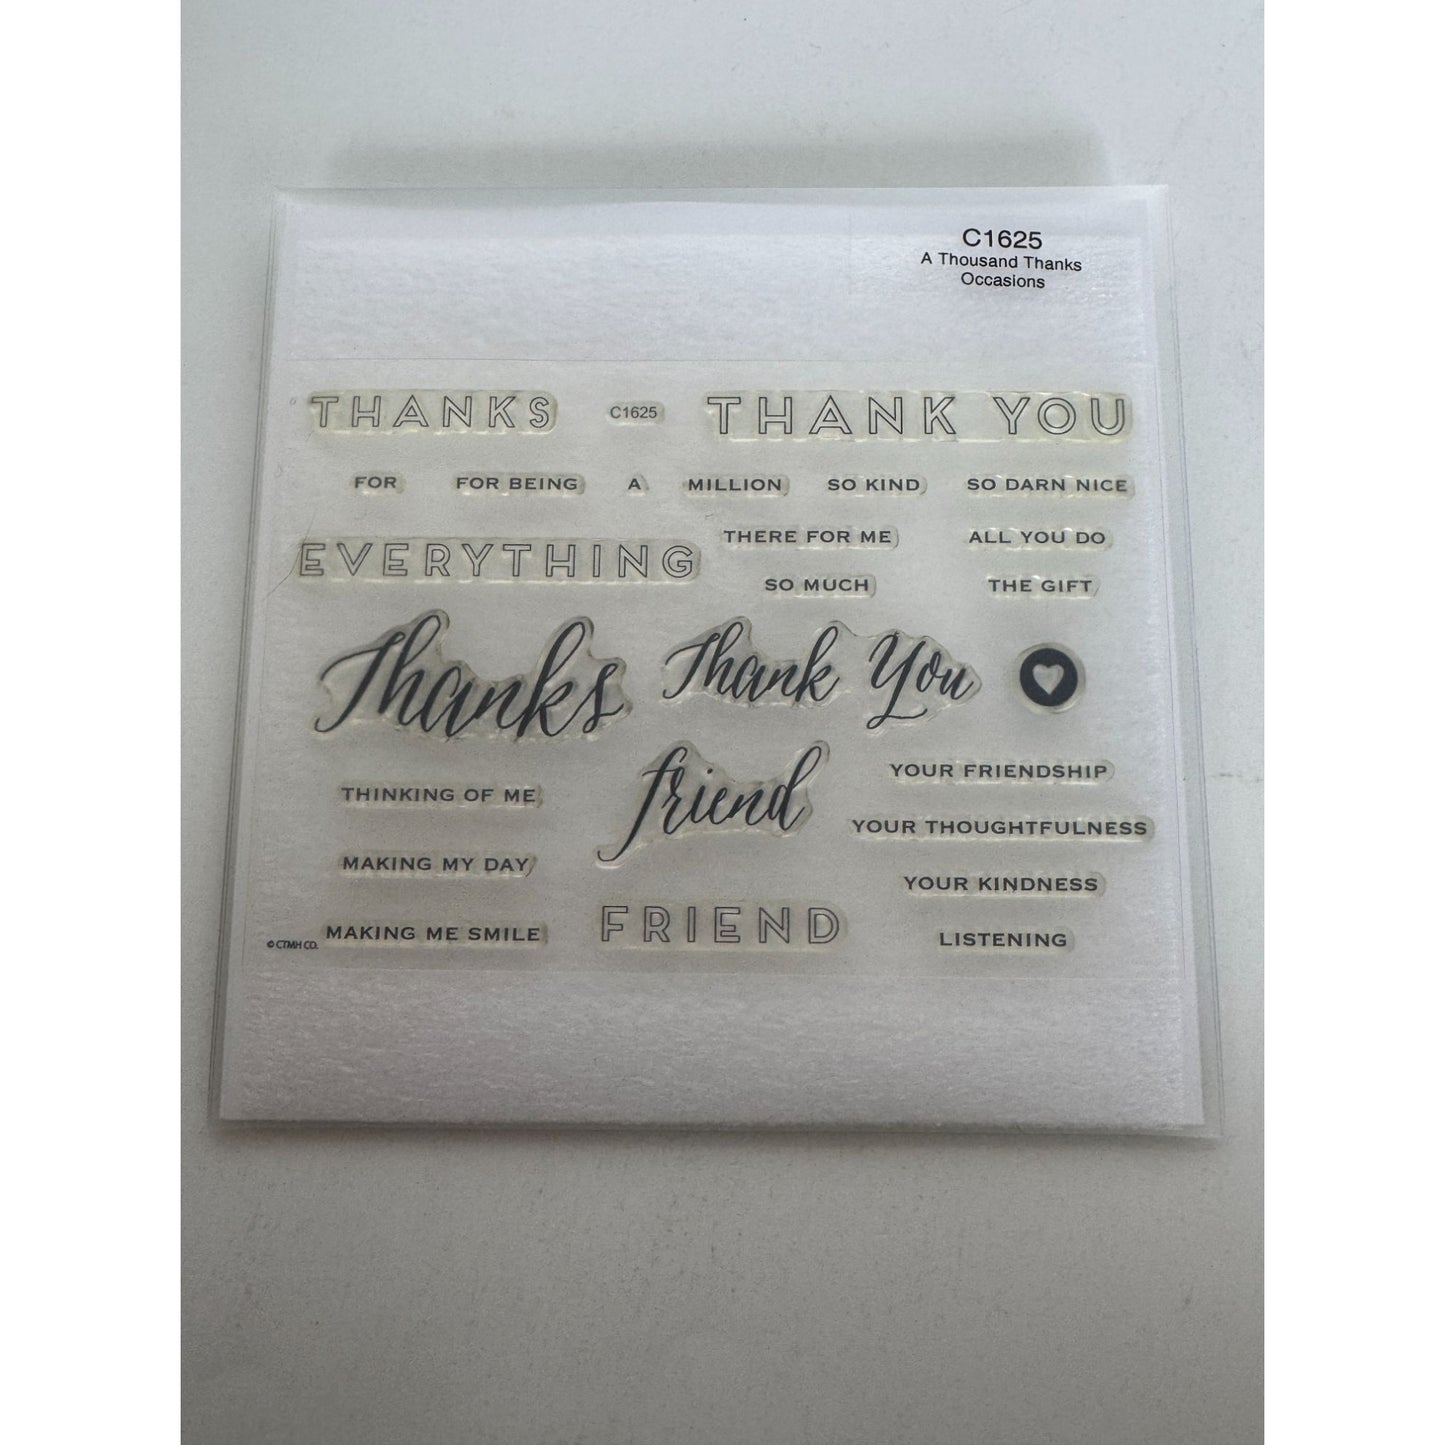 C1625
A Thousand Thanks
Occasions
THANKS
C1625
THANK YOU
FOR
FOR BEING
A
MILLION
SO KIND
SO DARN NICE
EVERYTHING
THERE FOR ME
ALL YOU DO
SO MUCH
THE GIFT
Thanks
Thank You
friend
YOUR FRIENDSHIP
THINKING OF ME
YOUR THOUGHTFULNESS
MAKING MY DAY
YOUR KINDNESS
© CTMH CO.
MAKING ME SMILE
FRIEND
LISTENING